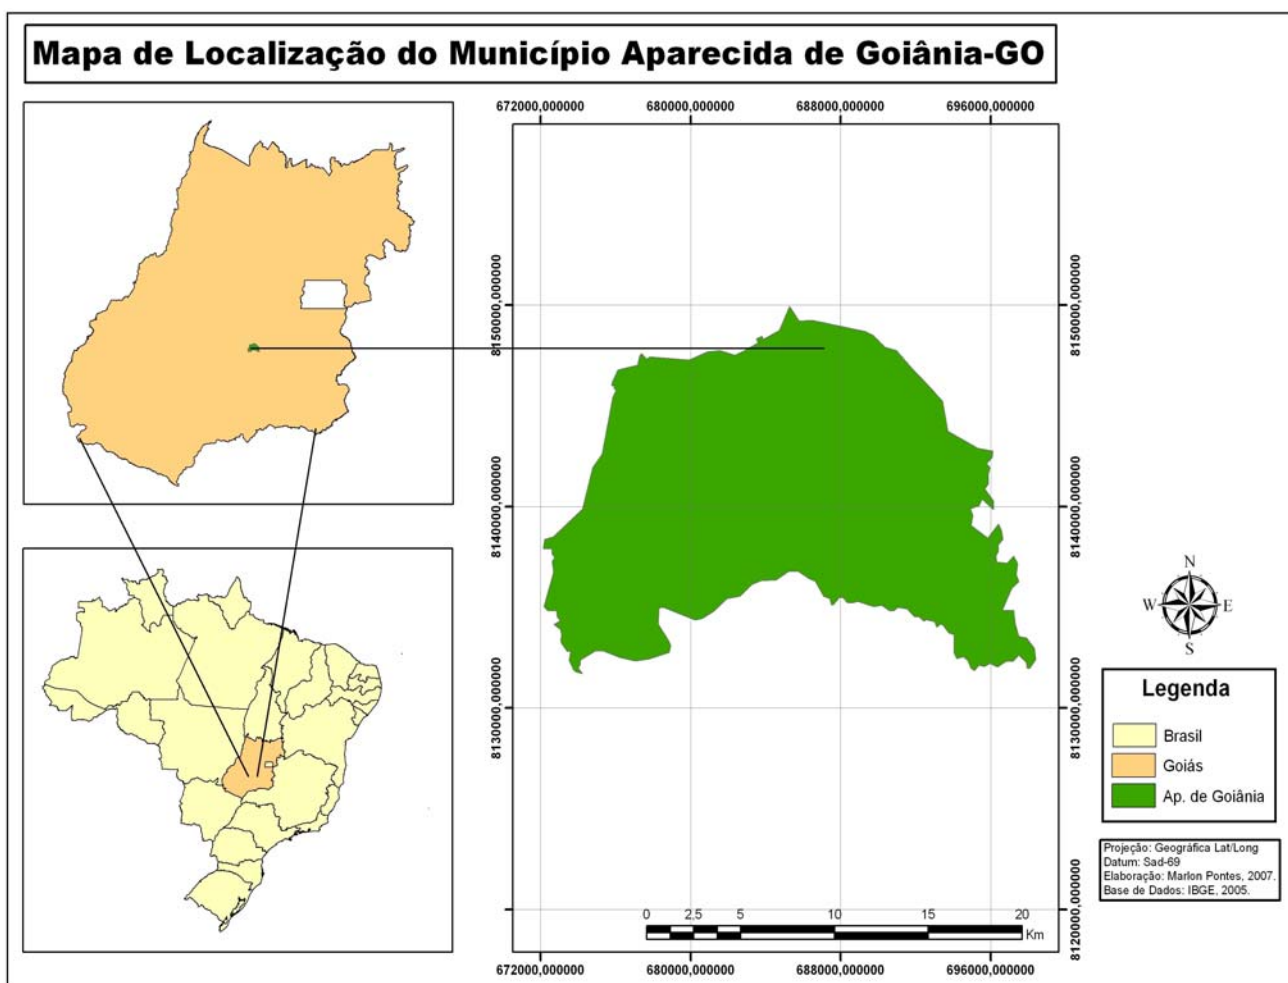 Mapa de Localização do Município Aparecida de Goiânia-GO
672000,000000 680000,000000 688000,000000 696000,000000
8150000,000000 8150000,000000
8140000,000000 8140000,000000
8130000,000000 8130000,000000
8120000,000000
N
W E
S
Legenda
Brasil
Goiás
Ap. de Goiânia
Projeção: Geográfica Lat/Long
Datum: Sad-69
Elaboração: Marlon Pontes, 2007.
Base de Dados: IBGE, 2005.
0 2,5 5 10 15 20
Km
672000,000000 680000,000000 688000,000000 696000,000000